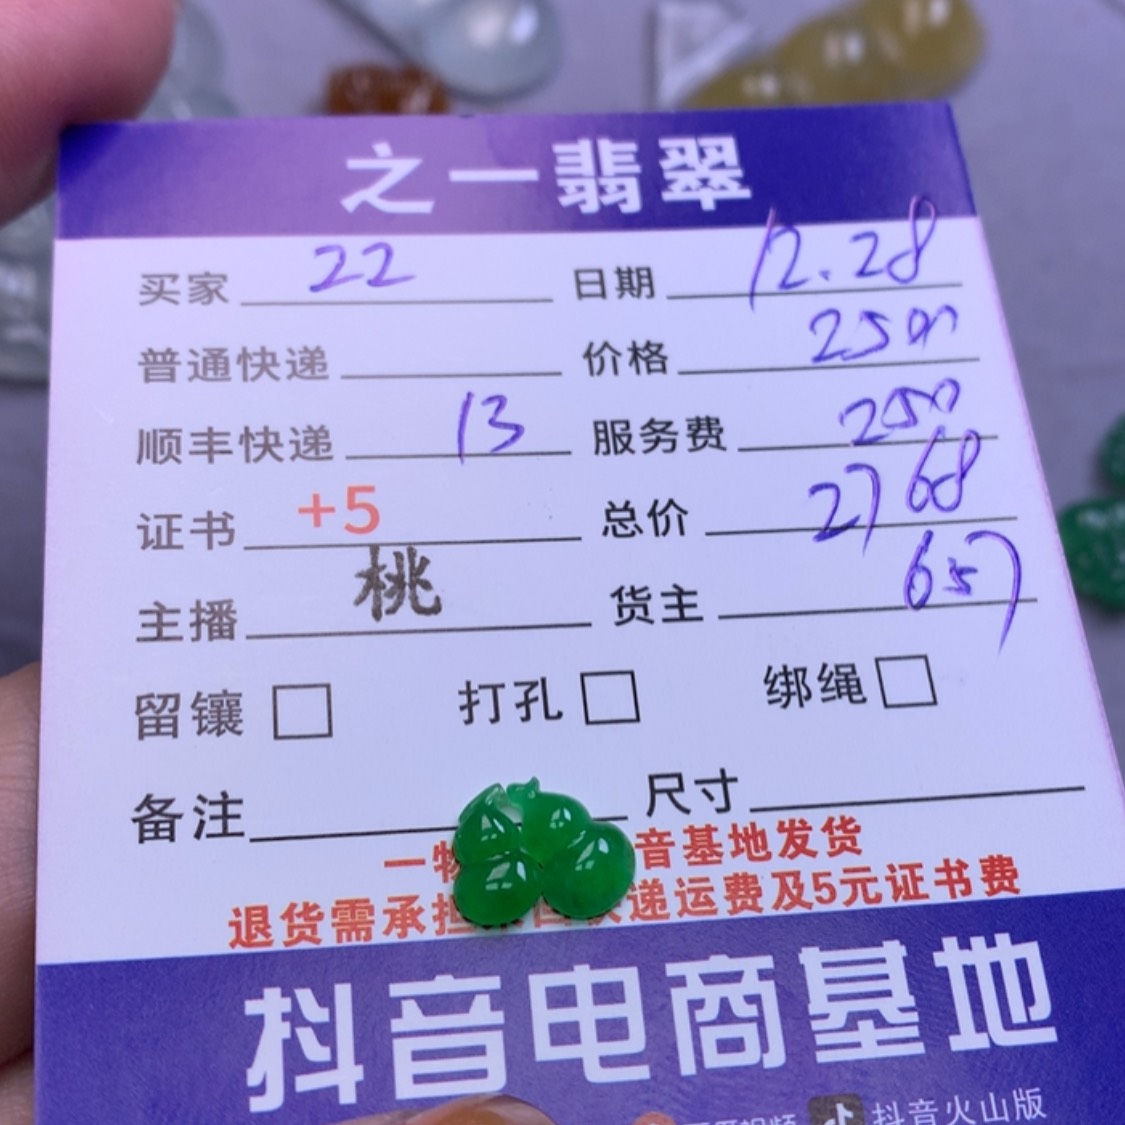 之一翡翠
买家 22 日期 12.28
普通快递 价格 2500
顺丰快递 13 服务费 250
证书 +5 总价 2768
主播 桃 货主 657
留镶 打孔 绑绳
备注 尺寸
一物 音基地发货
退货需承担 递运费及5元证书费
抖音电商基地
抖音火山版